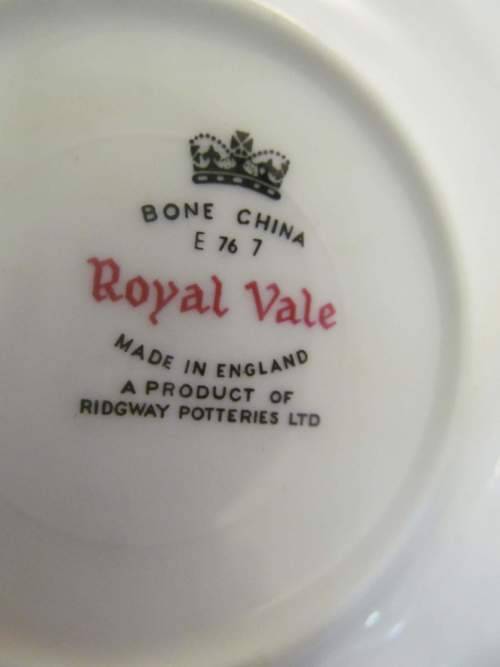 BONE CHINA
E 76 7
Royal Vale
MADE IN ENGLAND
A PRODUCT OF
RIDGWAY POTTERIES LTD